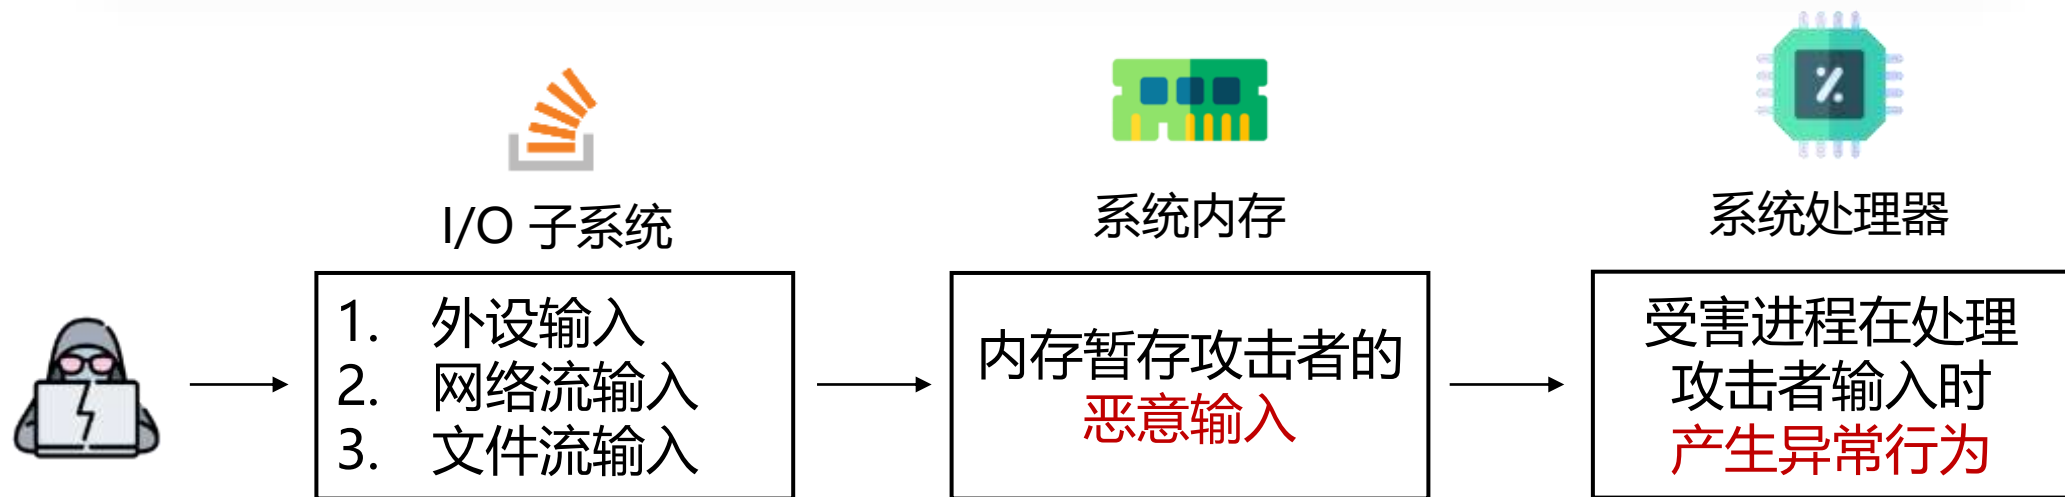 I/O 子系统
系统内存
系统处理器
1. 外设输入
2. 网络流输入
3. 文件流输入
内存暂存攻击者的
恶意输入
受害进程在处理
攻击者输入时
产生异常行为